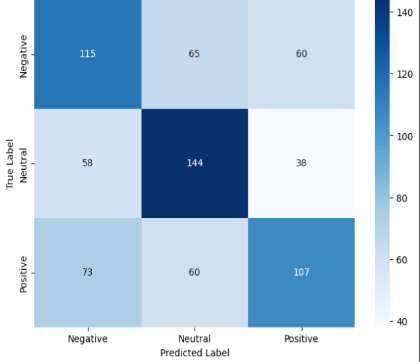 140
Negative
115 65 60
120
100
True Label
Neutral
58 144 38
80
Positive
73 60 107
60
40
Negative Neutral Positive
Predicted Label